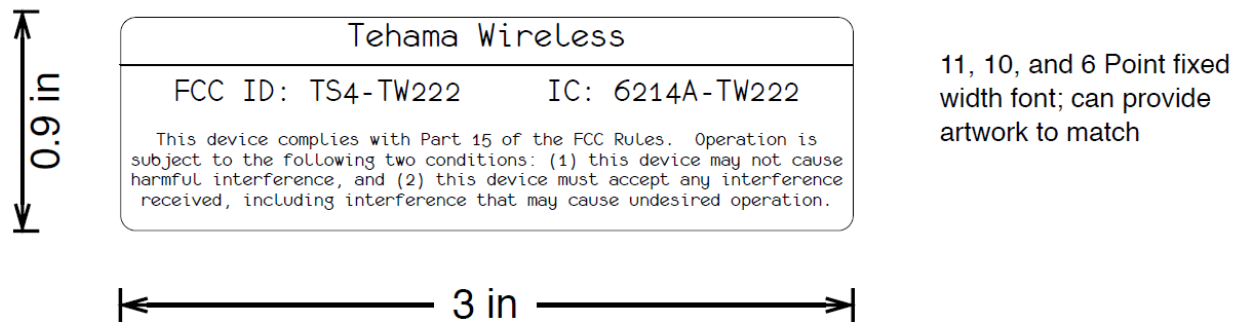 0.9 in
Tehama Wireless
FCC ID: TS4-TW222 IC: 6214A-TW222
This device complies with Part 15 of the FCC Rules. Operation is
subject to the following two conditions: (1) this device may not cause
harmful interference, and (2) this device must accept any interference
received, including interference that may cause undesired operation.
11, 10, and 6 Point fixed
width font; can provide
artwork to match
3 in